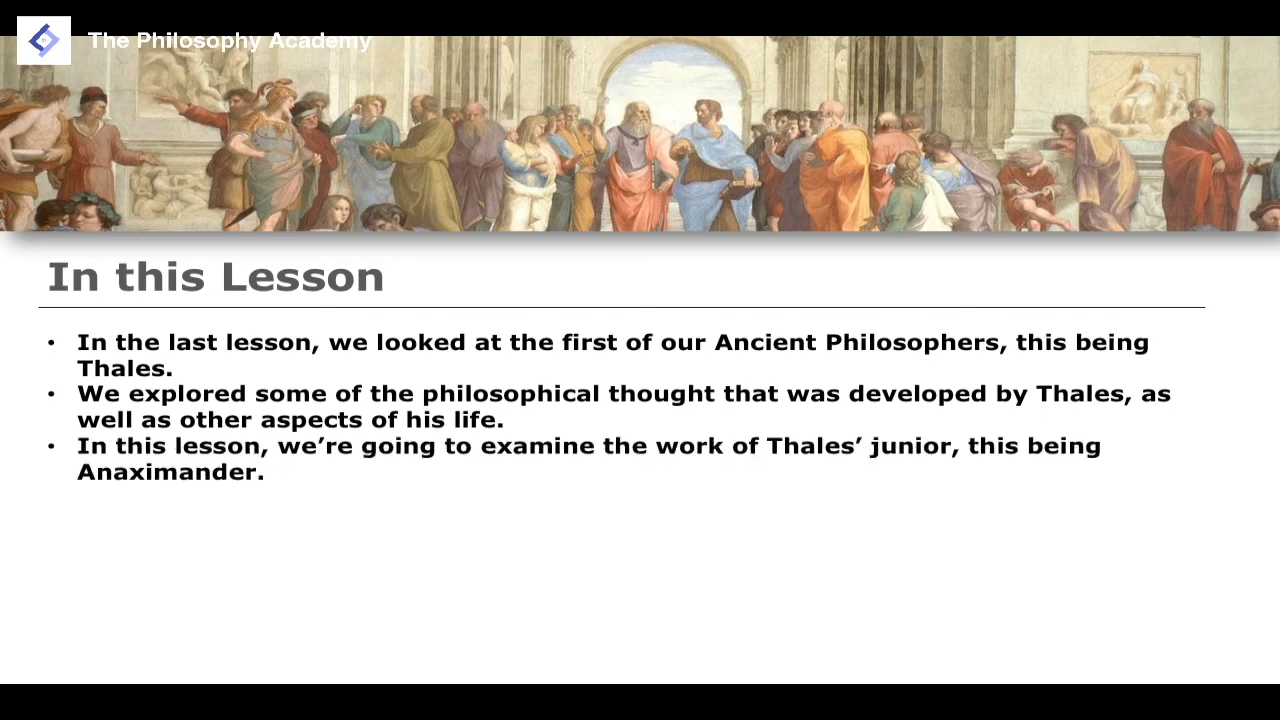 The Philosophy Academy
In this Lesson
• In the last lesson, we looked at the first of our Ancient Philosophers, this being
Thales.
• We explored some of the philosophical thought that was developed by Thales, as
well as other aspects of his life.
• In this lesson, we’re going to examine the work of Thales’ junior, this being
Anaximander.